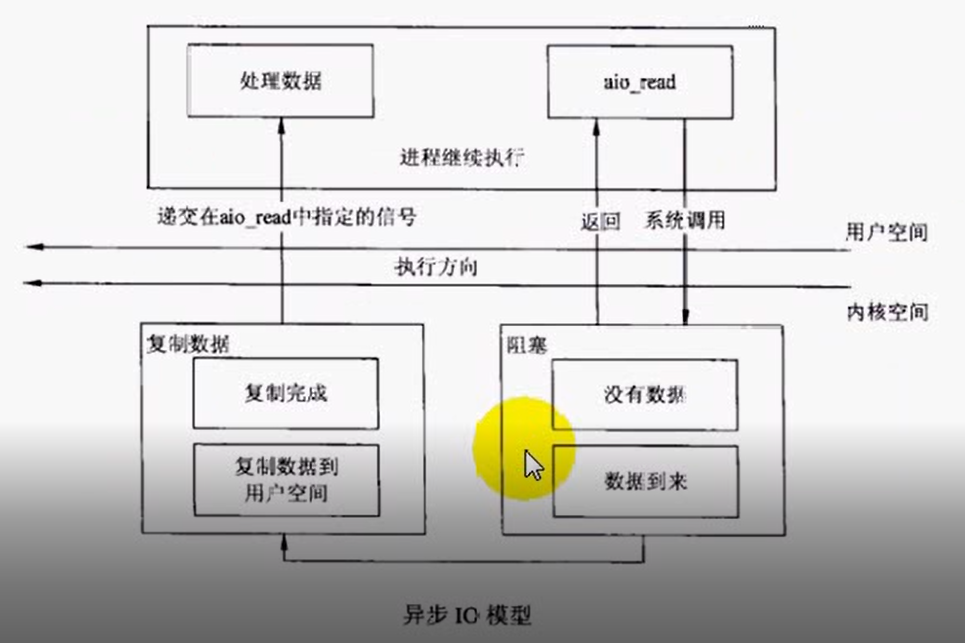 处理数据
aio_read
进程继续执行
递交在aio_read中指定的信号
返回
系统调用
用户空间
执行方向
内核空间
复制数据
阻塞
复制完成
没有数据
复制数据到
用户空间
数据到来
异步 IO 模型